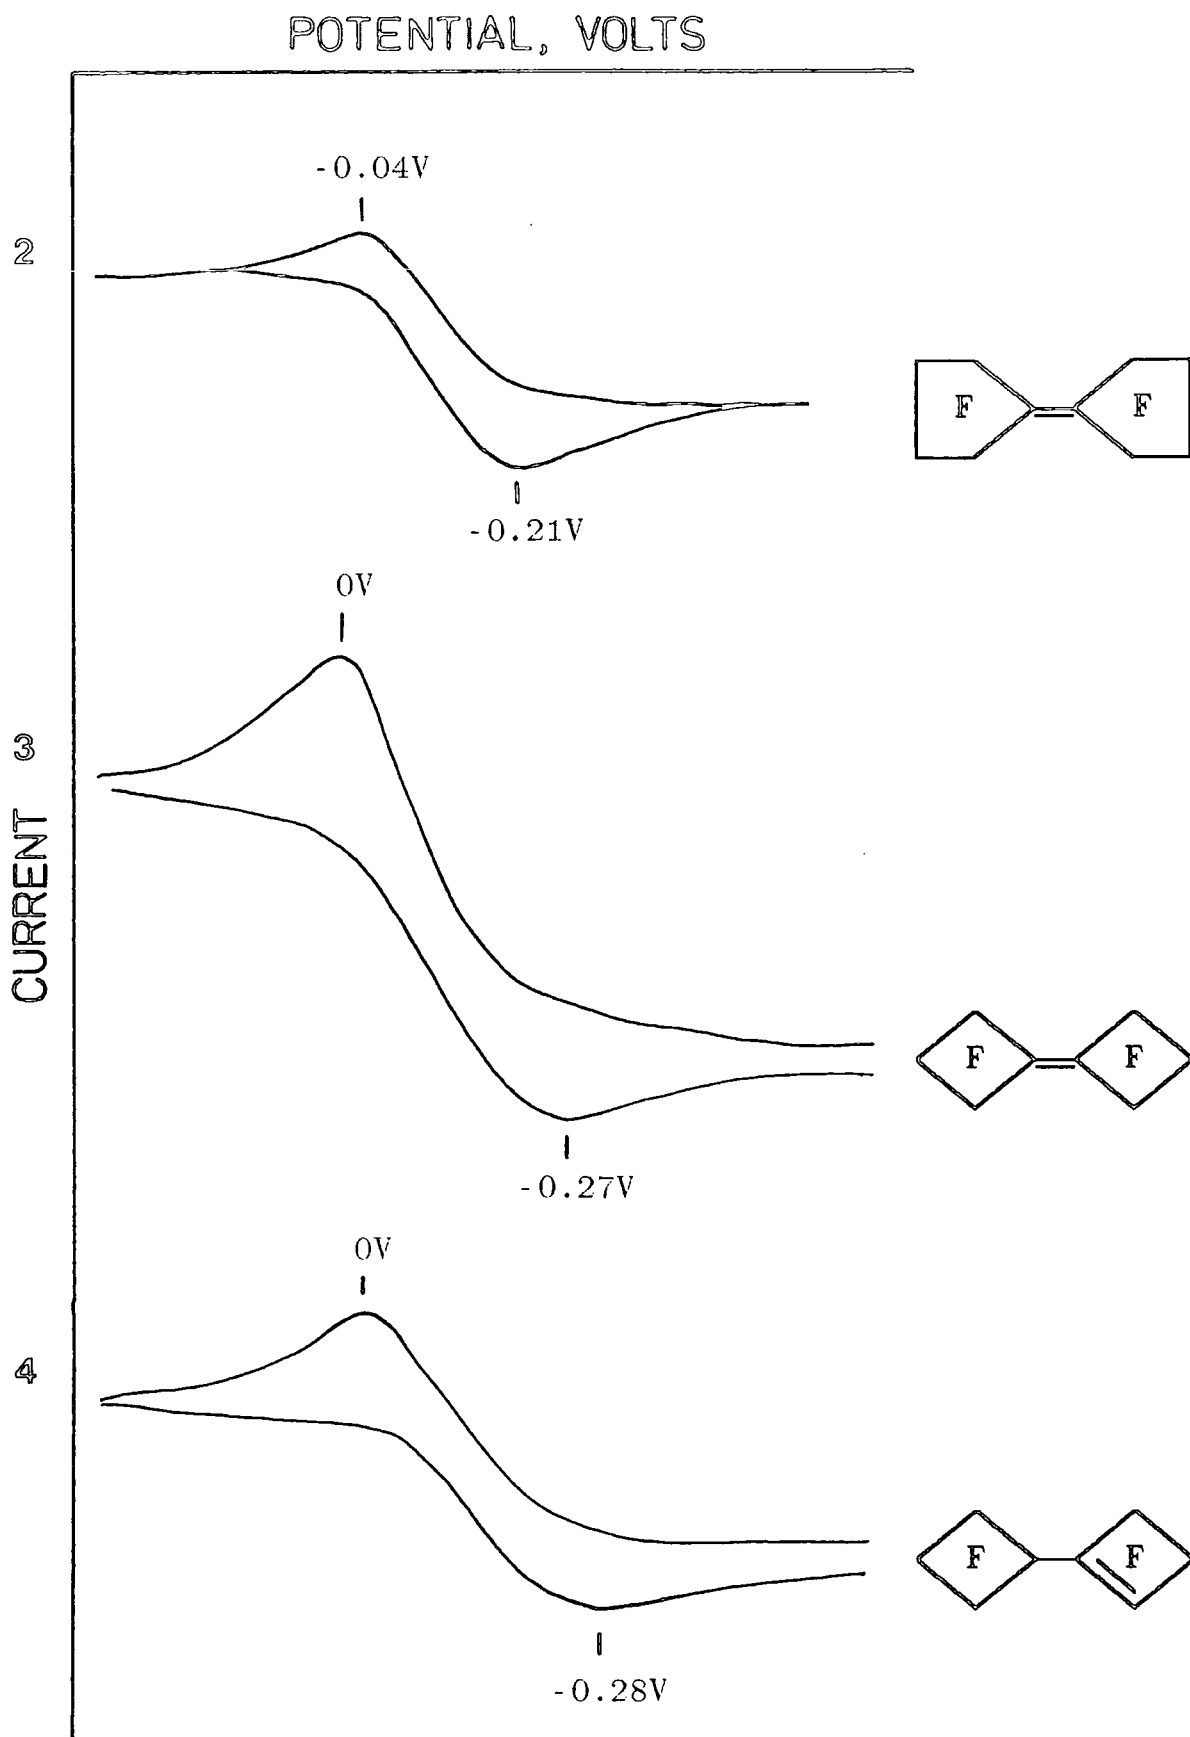 POTENTIAL, VOLTS
-0.04V
2
F F
-0.21V
0V
3
CURRENT
F F
-0.27V
0V
4
F F
-0.28V